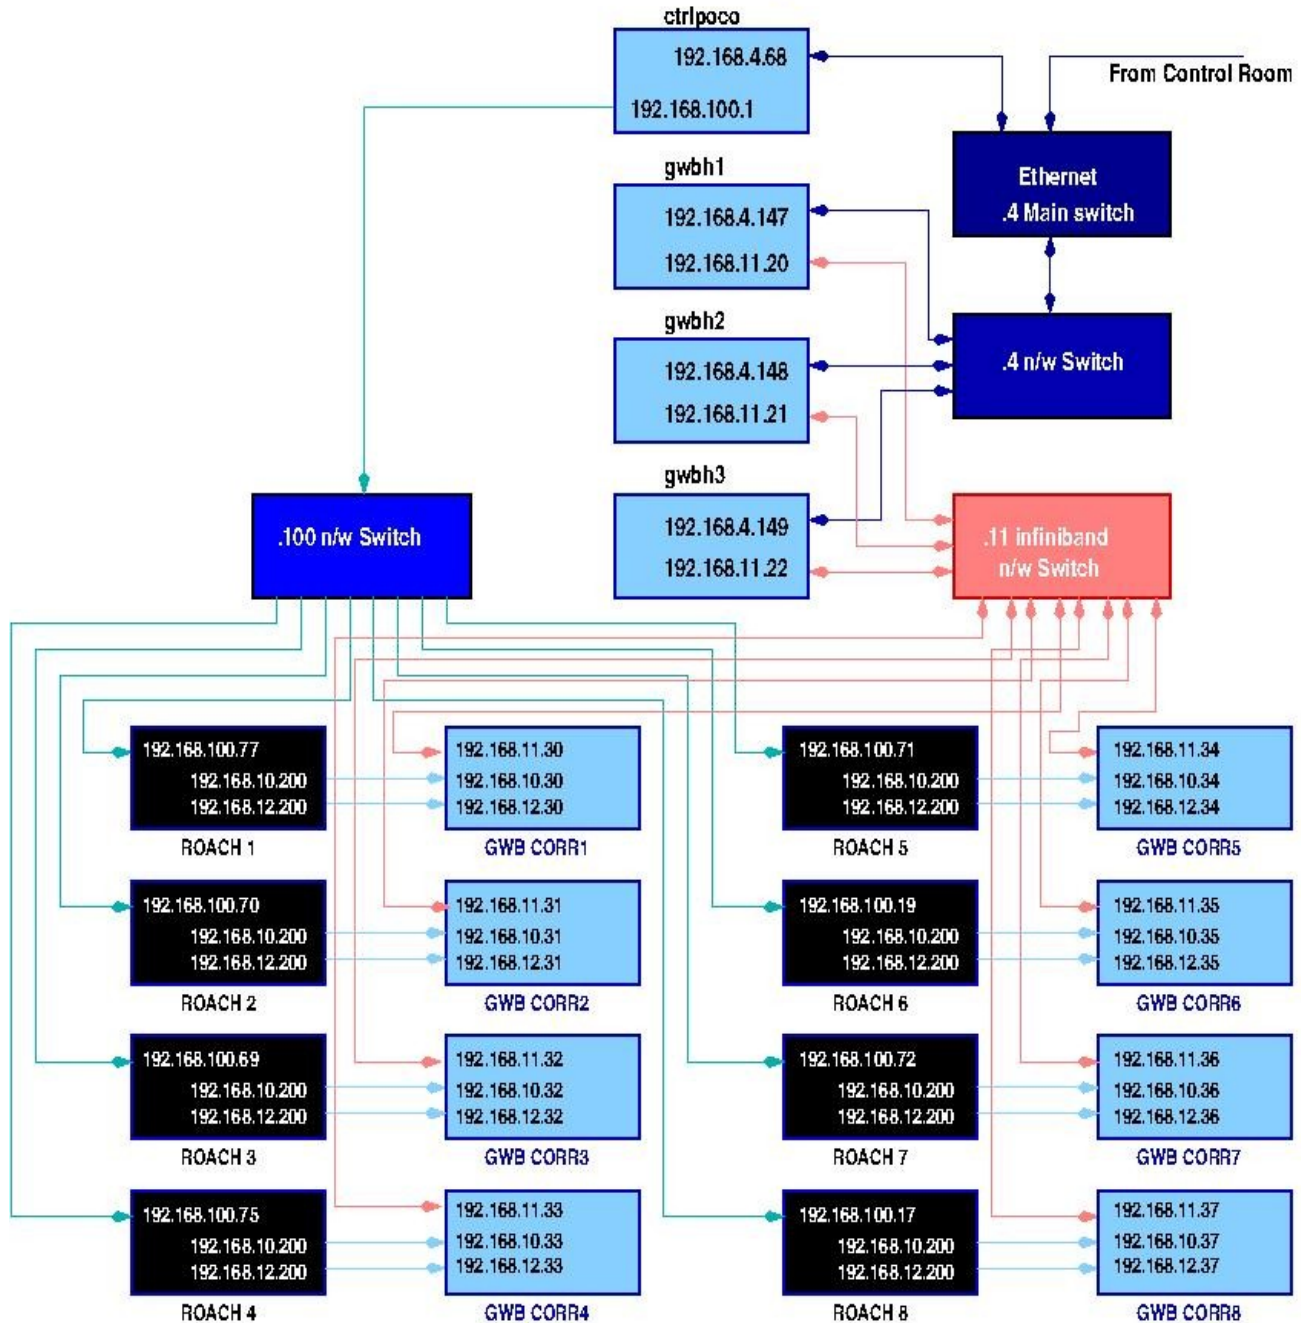 ctrlpoco
192.168.4.68
192.168.100.1
From Control Room
Ethernet
.4 Main switch
gwbh1
192.168.4.147
192.168.11.20
gwbh2
192.168.4.148
192.168.11.21
.4 n/w Switch
gwbh3
192.168.4.149
192.168.11.22
.100 n/w Switch
.11 infiniband
n/w Switch
192.168.100.77
192.168.10.200
192.168.12.200
ROACH 1
192.168.11.30
192.168.10.30
192.168.12.30
GWB CORR1
192.168.100.71
192.168.10.200
192.168.12.200
ROACH 5
192.168.11.34
192.168.10.34
192.168.12.34
GWB CORR5
192.168.100.70
192.168.10.200
192.168.12.200
ROACH 2
192.168.11.31
192.168.10.31
192.168.12.31
GWB CORR2
192.168.100.19
192.168.10.200
192.168.12.200
ROACH 6
192.168.11.35
192.168.10.35
192.168.12.35
GWB CORR6
192.168.100.69
192.168.10.200
192.168.12.200
ROACH 3
192.168.11.32
192.168.10.32
192.168.12.32
GWB CORR3
192.168.100.72
192.168.10.200
192.168.12.200
ROACH 7
192.168.11.36
192.168.10.36
192.168.12.36
GWB CORR7
192.168.100.75
192.168.10.200
192.168.12.200
ROACH 4
192.168.11.33
192.168.10.33
192.168.12.33
GWB CORR4
192.168.100.17
192.168.10.200
192.168.12.200
ROACH 8
192.168.11.37
192.168.10.37
192.168.12.37
GWB CORR8